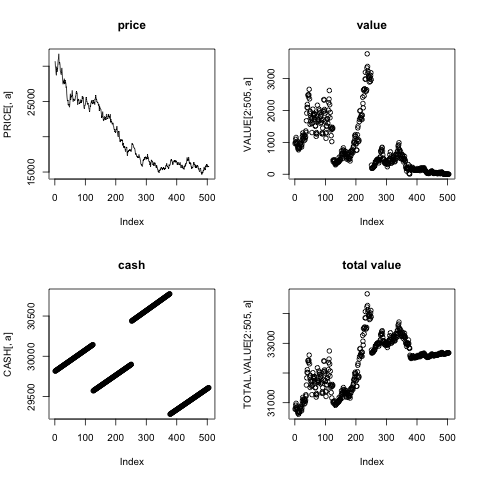 price
PRICE[, a]
15000 25000
0 100 200 300 400 500
Index
value
VALUE[2:505, a]
0 1000 2000 3000
0 100 200 300 400 500
Index
cash
CASH[, a]
29500 30000 30500
0 100 200 300 400 500
Index
total value
TOTAL.VALUE[2:505, a]
31000 33000
0 100 200 300 400 500
Index